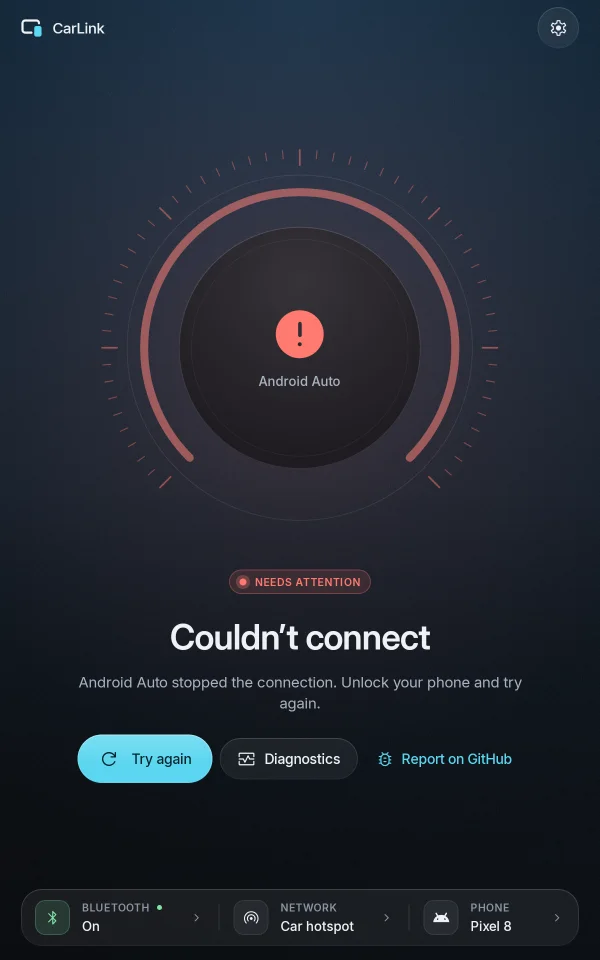 CarLink
Android Auto
NEEDS ATTENTION
Couldn’t connect
Android Auto stopped the connection. Unlock your phone and try
again.
Try again
Diagnostics
Report on GitHub
BLUETOOTH
On
NETWORK
Car hotspot
PHONE
Pixel 8